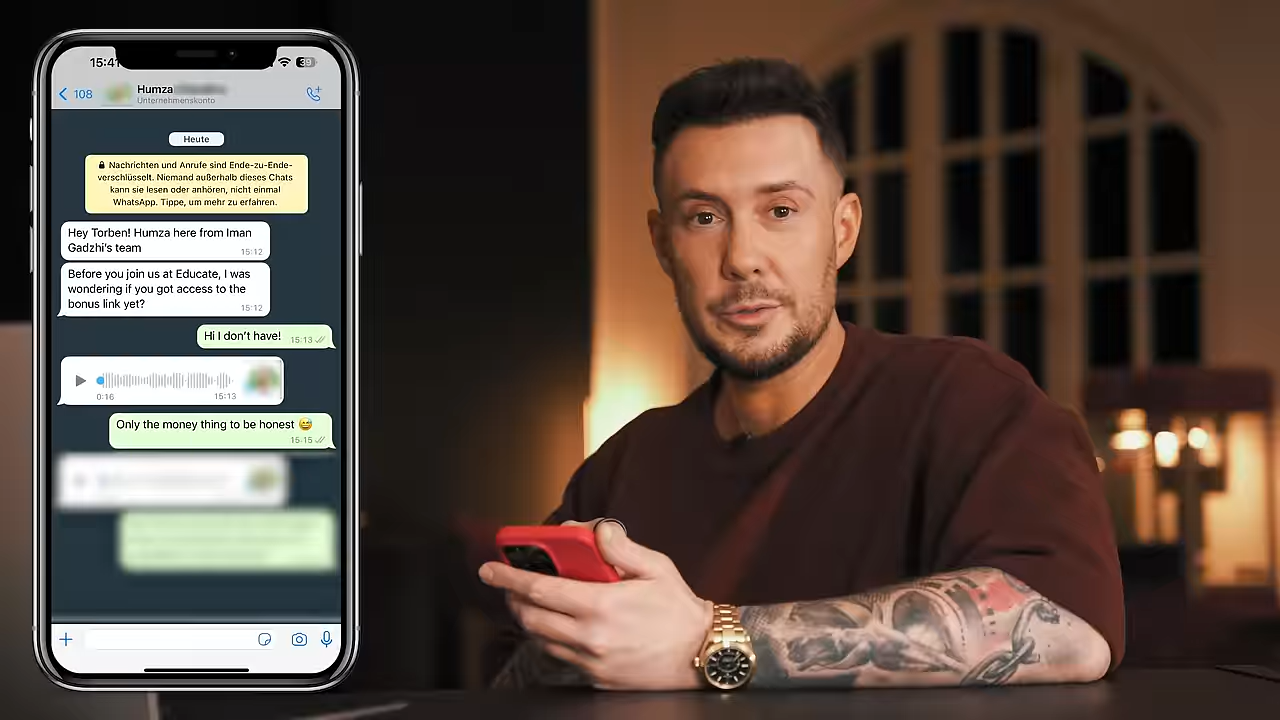 15:41
39
108
Humza
Unternehmenskonto
Heute
Nachrichten und Anrufe sind Ende-zu-Ende-
verschlüsselt. Niemand außerhalb dieses Chats
kann sie lesen oder anhören, nicht einmal
WhatsApp. Tippe, um mehr zu erfahren.
Hey Torben! Humza here from Iman
Gadzhi's team
15:12
Before you join us at Educate, I was
wondering if you got access to the
bonus link yet?
15:12
Hi I don't have!
15:13
0:16
15:13
Only the money thing to be honest 😅
15:15